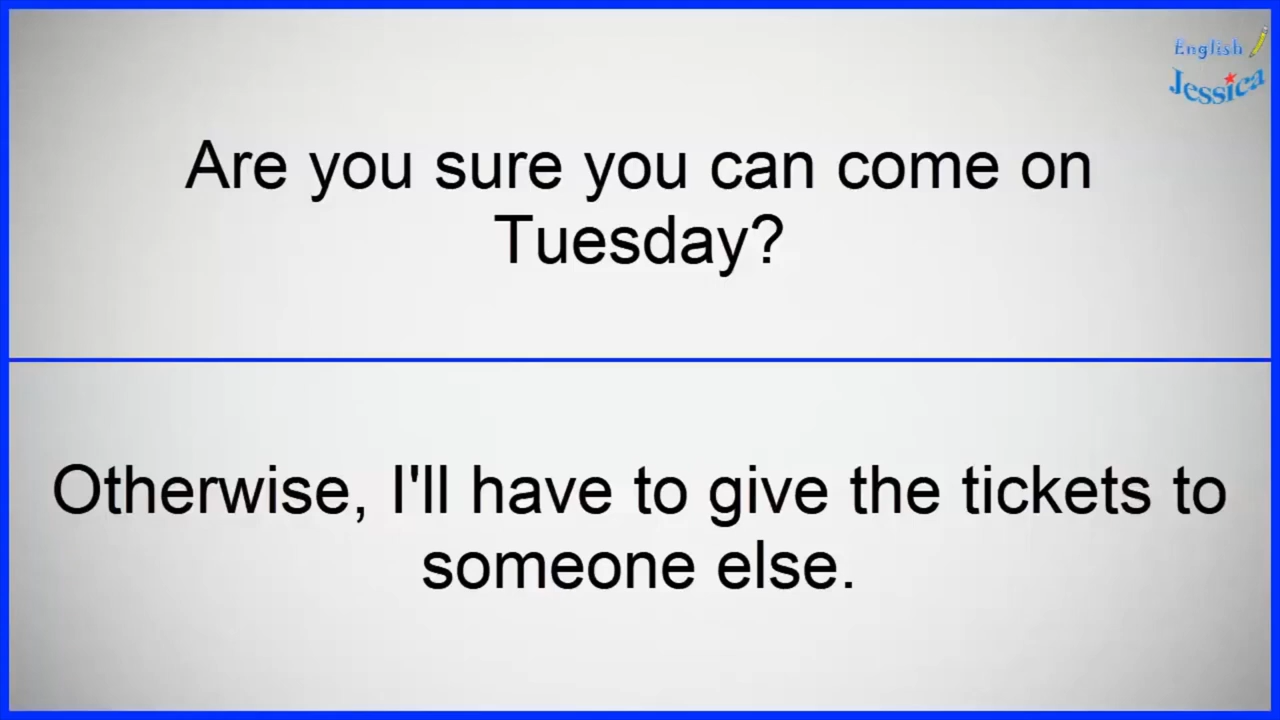 English
Jessica
Are you sure you can come on
Tuesday?
Otherwise, I'll have to give the tickets to
someone else.